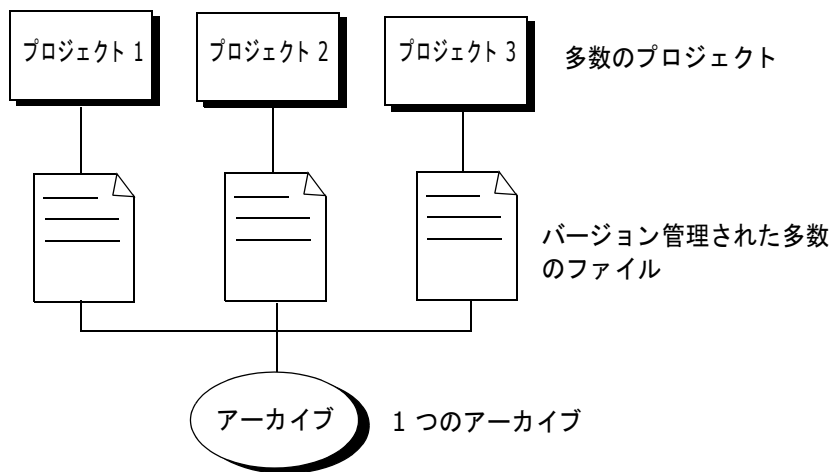 プロジェクト 1
プロジェクト 2
プロジェクト 3
多数のプロジェクト
バージョン管理された多数
のファイル
アーカイブ
1 つのアーカイブ